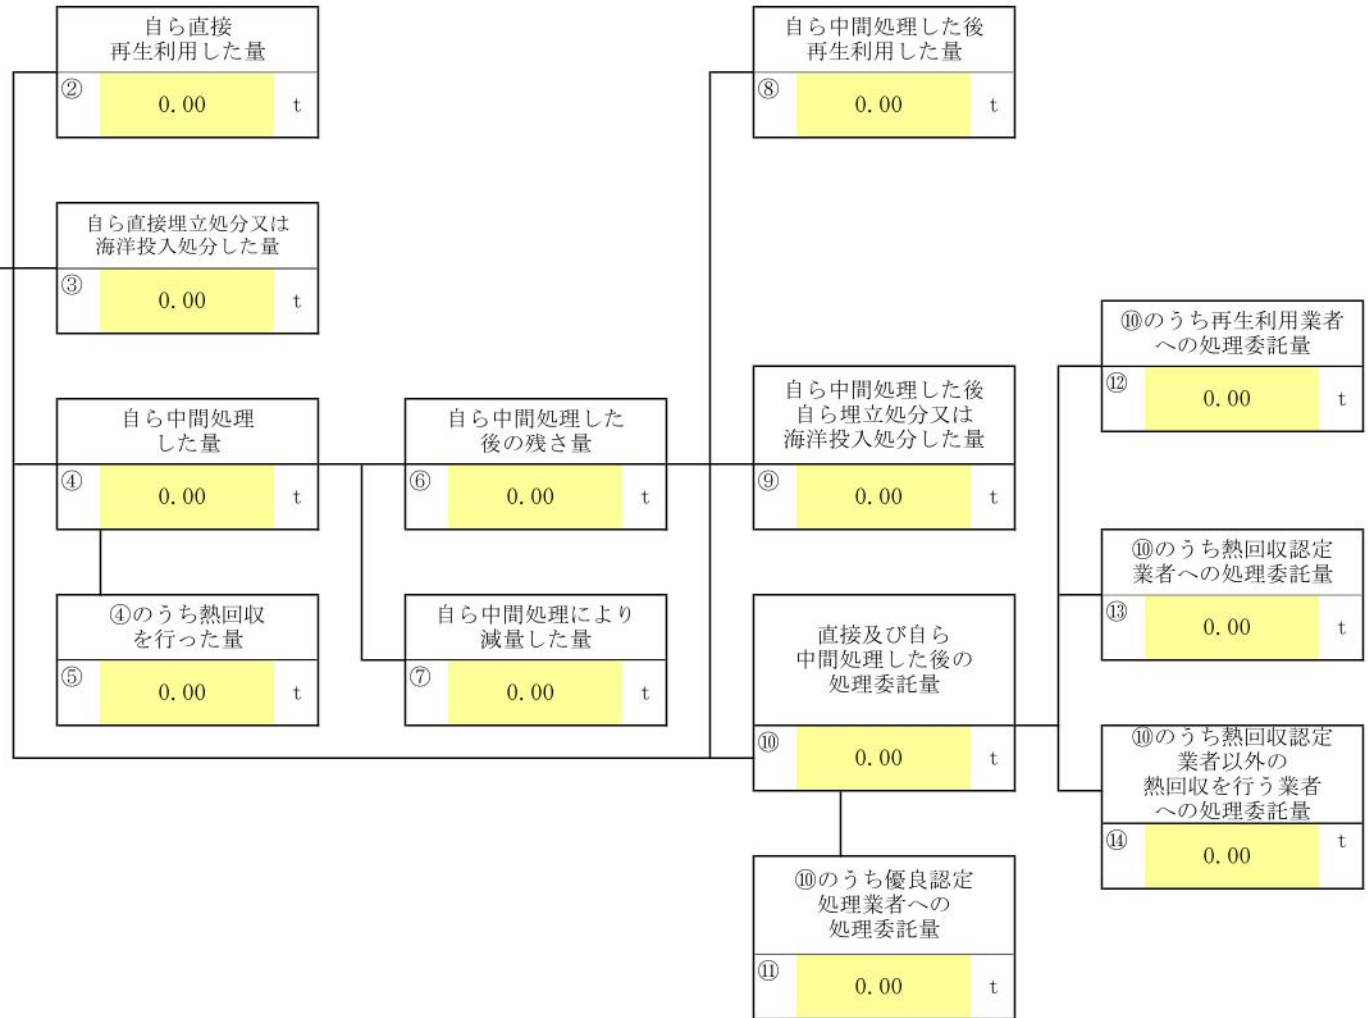 自ら直接
再生利用した量
② 0.00 t
自ら中間処理した後
再生利用した量
⑧ 0.00 t
自ら直接埋立処分又は
海洋投入処分した量
③ 0.00 t
⑩のうち再生利用業者
への処理委託量
⑫ 0.00 t
自ら中間処理
した量
④ 0.00 t
自ら中間処理した
後の残さ量
⑥ 0.00 t
自ら中間処理した後
自ら埋立処分又は
海洋投入処分した量
⑨ 0.00 t
⑩のうち熱回収認定
業者への処理委託量
⑬ 0.00 t
④のうち熱回収
を行った量
⑤ 0.00 t
自ら中間処理により
減量した量
⑦ 0.00 t
直接及び自ら
中間処理した後の
処理委託量
⑩ 0.00 t
⑩のうち熱回収認定
業者以外の
熱回収を行う業者
への処理委託量
⑭ 0.00 t
⑩のうち優良認定
処理業者への
処理委託量
⑪ 0.00 t